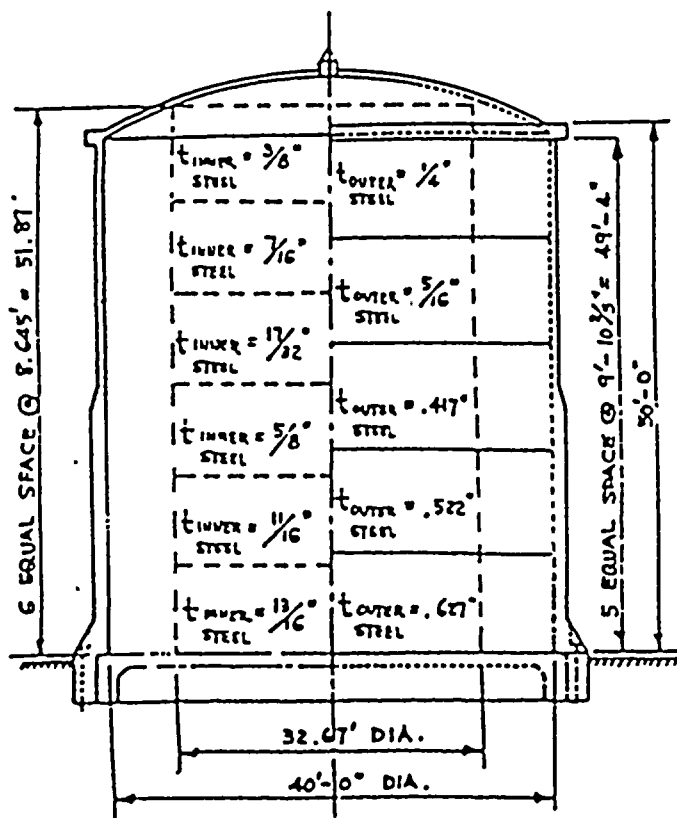 t INNER = 3/8"
STEEL
t OUTER = 1/4"
STEEL
t INNER = 7/16"
STEEL
t OUTER = 5/16"
STEEL
t INNER = 17/32"
STEEL
t OUTER = .417"
STEEL
t INNER = 5/8"
STEEL
t OUTER = .522"
STEEL
t INNER = 11/16"
STEEL
t INNER = 13/16"
STEEL
t OUTER = .627"
STEEL
6 EQUAL SPACE @ 8.645' = 51.87'
5 EQUAL SPACE @ 9'-10 2/5" = 49'-4"
50'-0"
32.67' DIA.
40'-0" DIA.